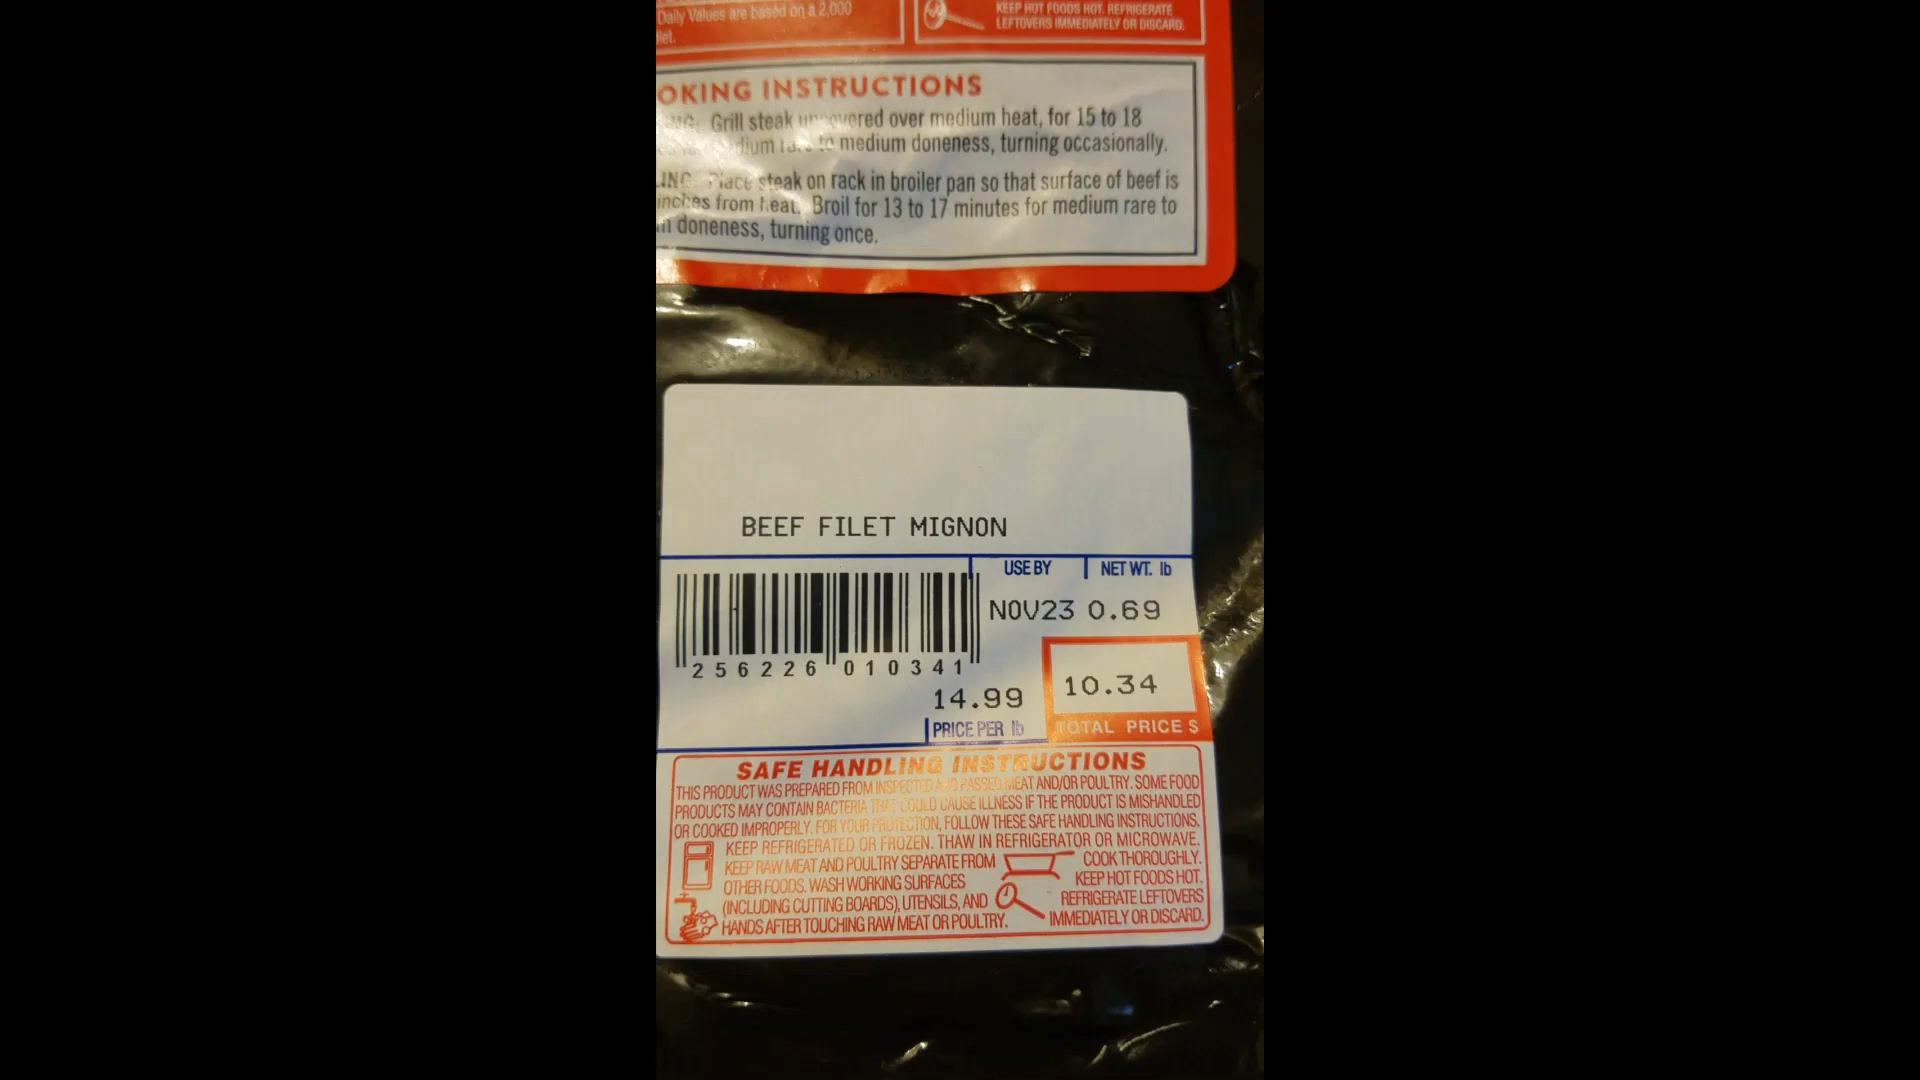 Daily Values are based on a 2,000
KEEP HOT FOODS HOT. REFRIGERATE
LEFTOVERS IMMEDIATELY OR DISCARD.
OKING INSTRUCTIONS
Grill steak uncovered over medium heat, for 15 to 18
to medium doneness, turning occasionally.
Place steak on rack in broiler pan so that surface of beef is
inches from heat. Broil for 13 to 17 minutes for medium rare to
doneness, turning once.
BEEF FILET MIGNON
USE BY NET WT. lb
NOV23 0.69
256226 010341
14.99 10.34
PRICE PER lb TOTAL PRICE $
SAFE HANDLING INSTRUCTIONS
THIS PRODUCT WAS PREPARED FROM INSPECTED AND PASSED MEAT AND/OR POULTRY. SOME FOOD
PRODUCTS MAY CONTAIN BACTERIA THAT COULD CAUSE ILLNESS IF THE PRODUCT IS MISHANDLED
OR COOKED IMPROPERLY. FOR YOUR PROTECTION, FOLLOW THESE SAFE HANDLING INSTRUCTIONS.
KEEP REFRIGERATED OR FROZEN. THAW IN REFRIGERATOR OR MICROWAVE.
KEEP RAW MEAT AND POULTRY SEPARATE FROM
OTHER FOODS. WASH WORKING SURFACES
(INCLUDING CUTTING BOARDS), UTENSILS, AND
HANDS AFTER TOUCHING RAW MEAT OR POULTRY.
COOK THOROUGHLY.
KEEP HOT FOODS HOT.
REFRIGERATE LEFTOVERS
IMMEDIATELY OR DISCARD.